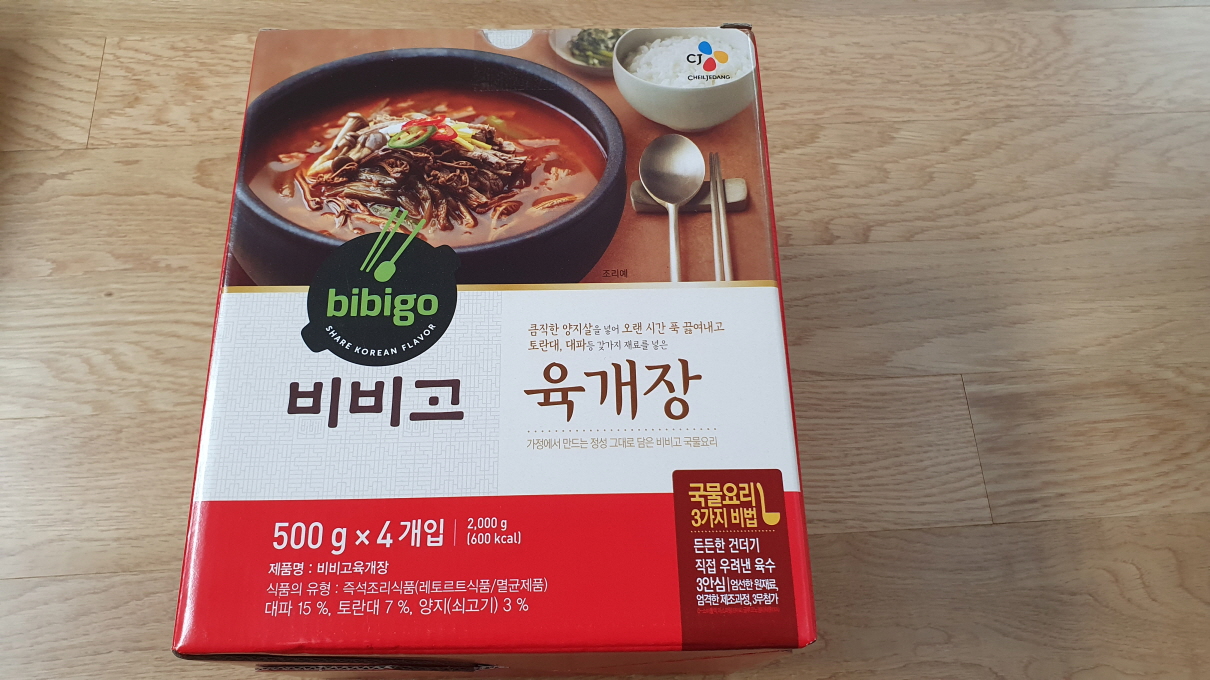 CJ
CHEILJEDANG
조리예
bibigo
SHARE KOREAN FLAVOR
비비고
큼직한 양지살을 넣어 오랜 시간 푹 끓여내고
토란대, 대파등 갖가지 재료를 넣은
육개장
가정에서 만드는 정성 그대로 담은 비비고 국물요리
500 g × 4 개입
2,000 g
(600 kcal)
제품명 : 비비고육개장
식품의 유형 : 즉석조리식품(레토르트식품/멸균제품)
대파 15 %, 토란대 7 %, 양지(쇠고기) 3 %
국물요리
3가지 비법
든든한 건더기
직접 우려낸 육수
3안심 | 엄선한 원재료,
엄격한 제조과정, 3무첨가